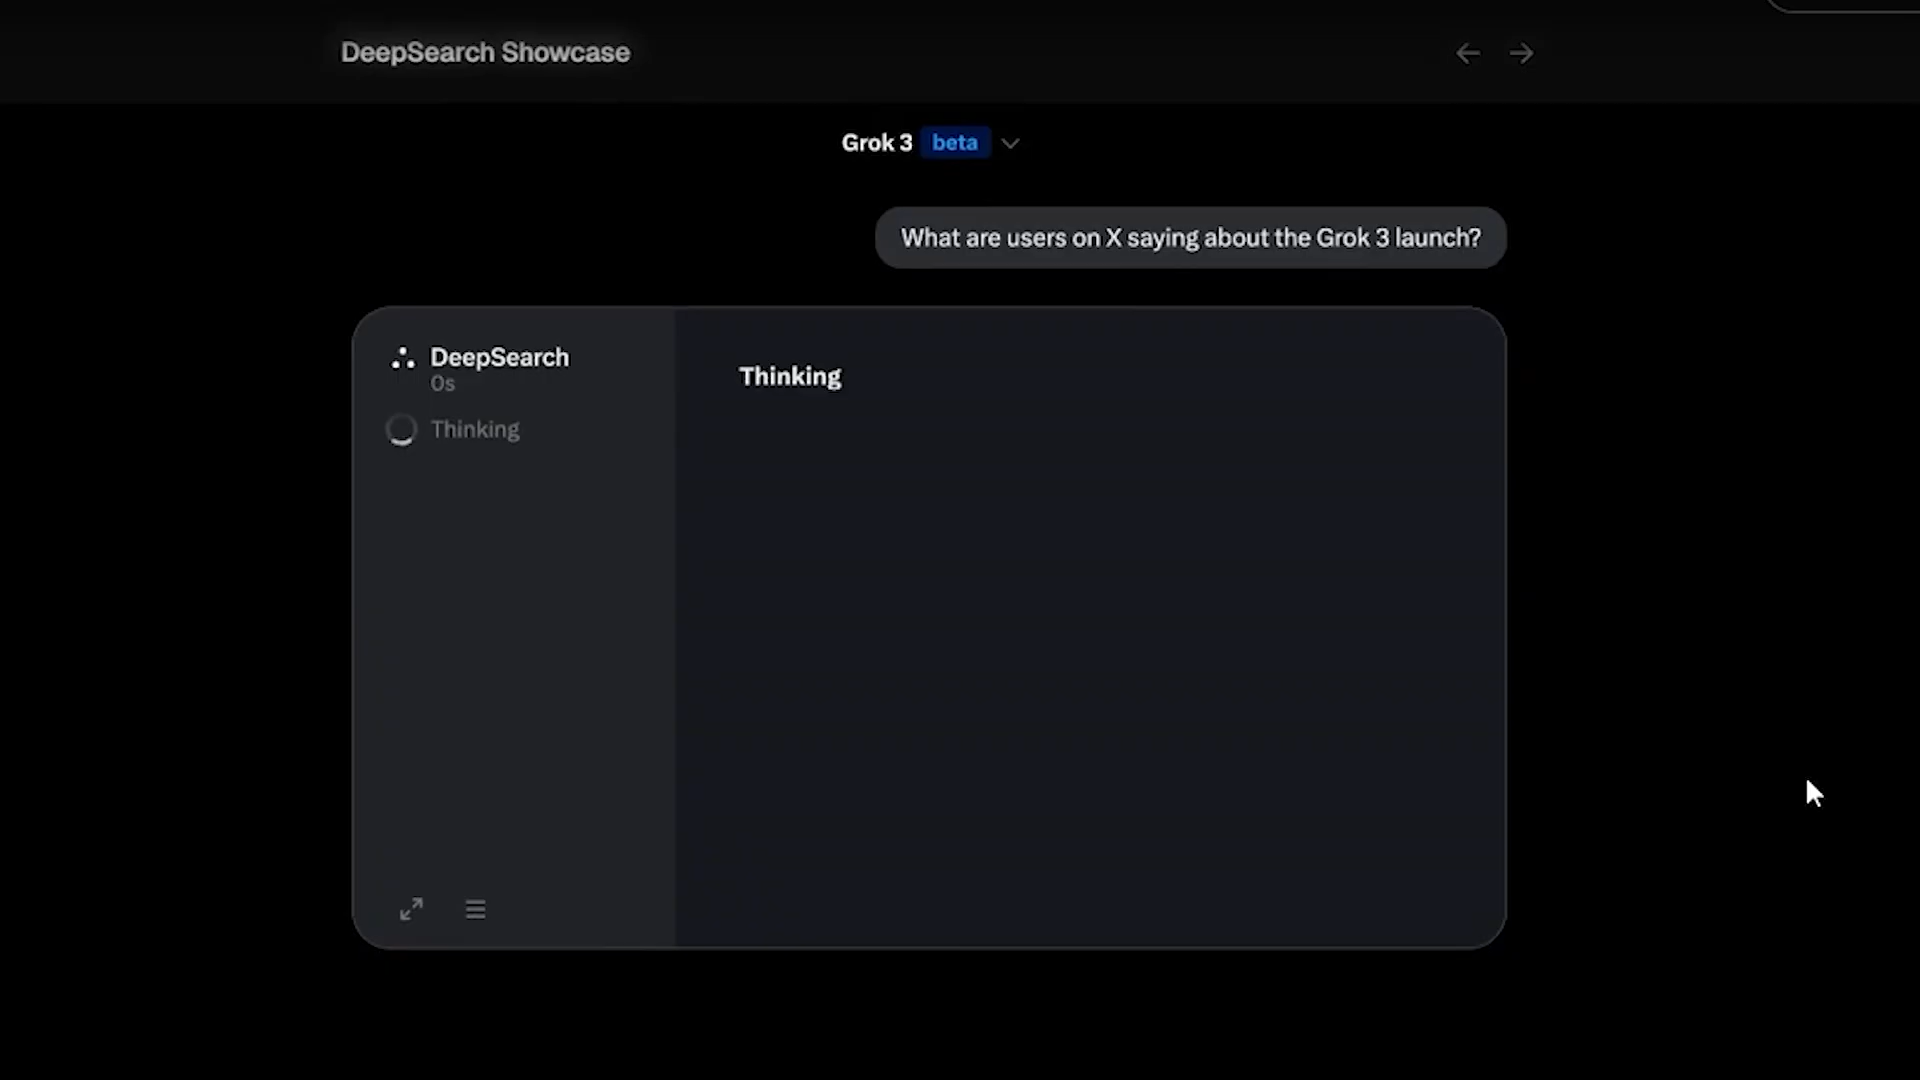 DeepSearch Showcase
Grok 3 beta
What are users on X saying about the Grok 3 launch?
DeepSearch
0s
Thinking
Thinking